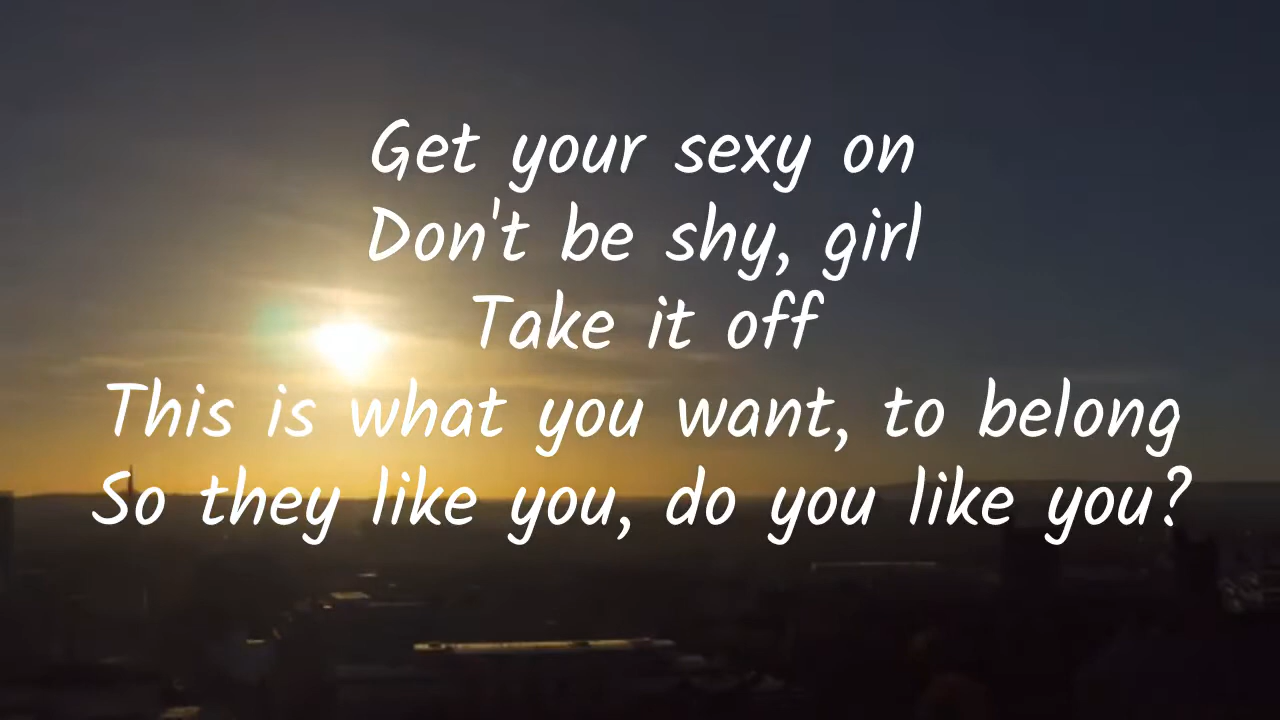 Get your sexy on
Don't be shy, girl
Take it off
This is what you want, to belong
So they like you, do you like you?